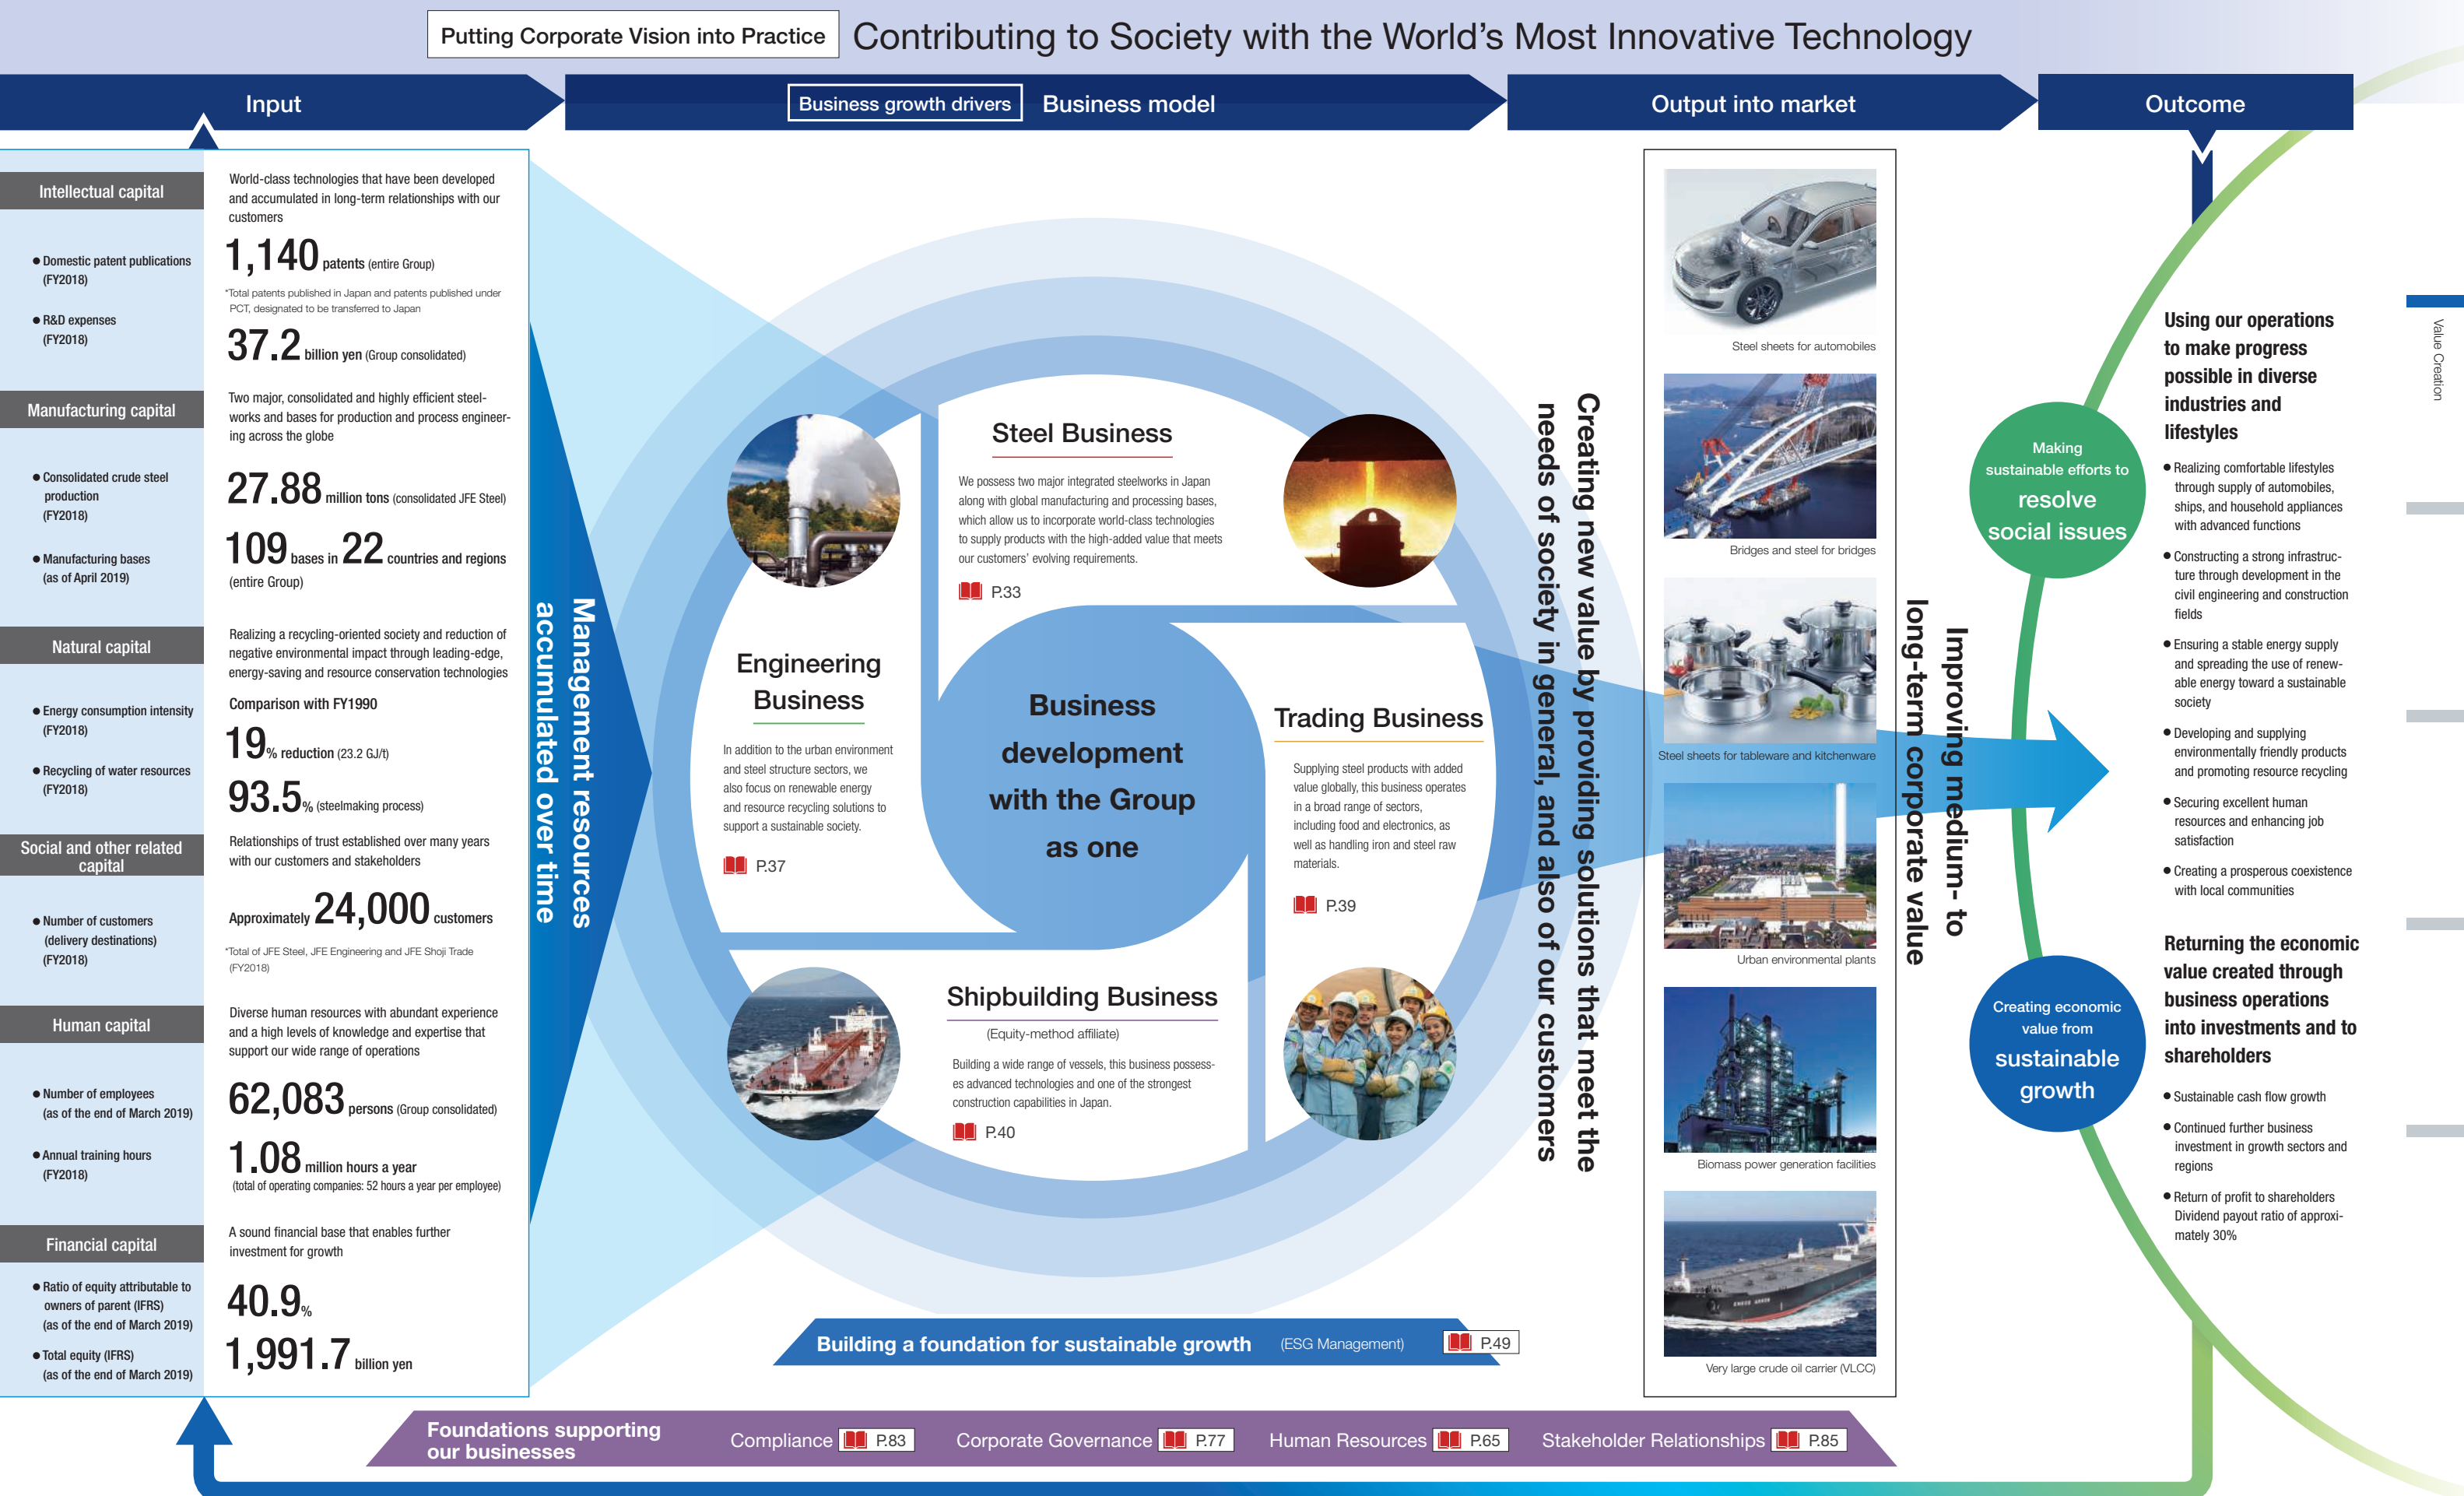 Putting Corporate Vision into Practice
Contributing to Society with the World's Most Innovative Technology
Input
Business growth drivers
Business model
Output into market
Outcome
Intellectual capital
World-class technologies that have been developed
and accumulated in long-term relationships with our
customers
● Domestic patent publications
(FY2018)
1,140 patents (entire Group)
*Total patents published in Japan and patents published under
PCT, designated to be transferred to Japan
● R&D expenses
(FY2018)
37.2 billion yen (Group consolidated)
Manufacturing capital
Two major, consolidated and highly efficient steel-
works and bases for production and process engineer-
ing across the globe
● Consolidated crude steel
production
(FY2018)
27.88 million tons (consolidated JFE Steel)
● Manufacturing bases
(as of April 2019)
109 bases in 22 countries and regions
(entire Group)
Natural capital
Realizing a recycling-oriented society and reduction of
negative environmental impact through leading-edge,
energy-saving and resource conservation technologies
Comparison with FY1990
● Energy consumption intensity
(FY2018)
19% reduction (23.2 GJ/t)
● Recycling of water resources
(FY2018)
93.5% (steelmaking process)
Social and other related
capital
Relationships of trust established over many years
with our customers and stakeholders
● Number of customers
(delivery destinations)
(FY2018)
Approximately 24,000 customers
*Total of JFE Steel, JFE Engineering and JFE Shoji Trade
(FY2018)
Human capital
Diverse human resources with abundant experience
and a high levels of knowledge and expertise that
support our wide range of operations
● Number of employees
(as of the end of March 2019)
62,083 persons (Group consolidated)
● Annual training hours
(FY2018)
1.08 million hours a year
(total of operating companies: 52 hours a year per employee)
Financial capital
A sound financial base that enables further
investment for growth
● Ratio of equity attributable to
owners of parent (IFRS)
(as of the end of March 2019)
40.9%
● Total equity (IFRS)
(as of the end of March 2019)
1,991.7 billion yen
Management resources
accumulated over time
Steel Business
We possess two major integrated steelworks in Japan
along with global manufacturing and processing bases,
which allow us to incorporate world-class technologies
to supply products with the high-added value that meets
our customers' evolving requirements.
P.33
Engineering
Business
In addition to the urban environment
and steel structure sectors, we
also focus on renewable energy
and resource recycling solutions to
support a sustainable society.
P.37
Business
development
with the Group
as one
Trading Business
Supplying steel products with added
value globally, this business operates
in a broad range of sectors,
including food and electronics, as
well as handling iron and steel raw
materials.
P.39
Shipbuilding Business
(Equity-method affiliate)
Building a wide range of vessels, this business possess-
es advanced technologies and one of the strongest
construction capabilities in Japan.
P.40
Creating new value by providing solutions that meet the
needs of society in general, and also of our customers
Steel sheets for automobiles
Bridges and steel for bridges
Steel sheets for tableware and kitchenware
Urban environmental plants
Biomass power generation facilities
Very large crude oil carrier (VLCC)
Improving medium- to
long-term corporate value
Making
sustainable efforts to
resolve
social issues
Creating economic
value from
sustainable
growth
Using our operations
to make progress
possible in diverse
industries and
lifestyles
● Realizing comfortable lifestyles
through supply of automobiles,
ships, and household appliances
with advanced functions
● Constructing a strong infrastruc-
ture through development in the
civil engineering and construction
fields
● Ensuring a stable energy supply
and spreading the use of renew-
able energy toward a sustainable
society
● Developing and supplying
environmentally friendly products
and promoting resource recycling
● Securing excellent human
resources and enhancing job
satisfaction
● Creating a prosperous coexistence
with local communities
Returning the economic
value created through
business operations
into investments and to
shareholders
● Sustainable cash flow growth
● Continued further business
investment in growth sectors and
regions
● Return of profit to shareholders
Dividend payout ratio of approxi-
mately 30%
Value Creation
Building a foundation for sustainable growth (ESG Management) P.49
Foundations supporting
our businesses
Compliance P.83
Corporate Governance P.77
Human Resources P.65
Stakeholder Relationships P.85